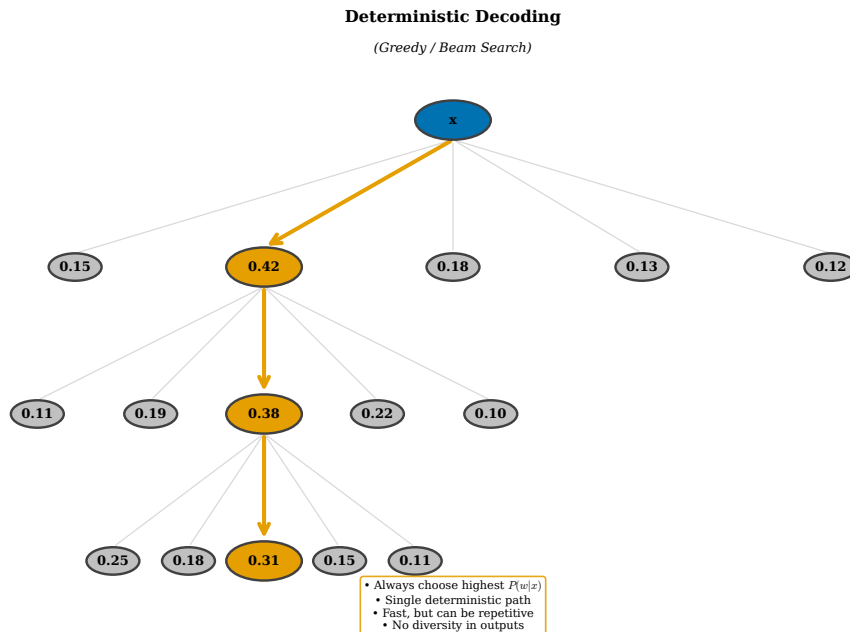 Deterministic Decoding
(Greedy / Beam Search)
x
0.15 0.42 0.18 0.13 0.12
0.11 0.19 0.38 0.22 0.10
0.25 0.18 0.31 0.15 0.11
• Always choose highest P(w|x)
• Single deterministic path
• Fast, but can be repetitive
• No diversity in outputs